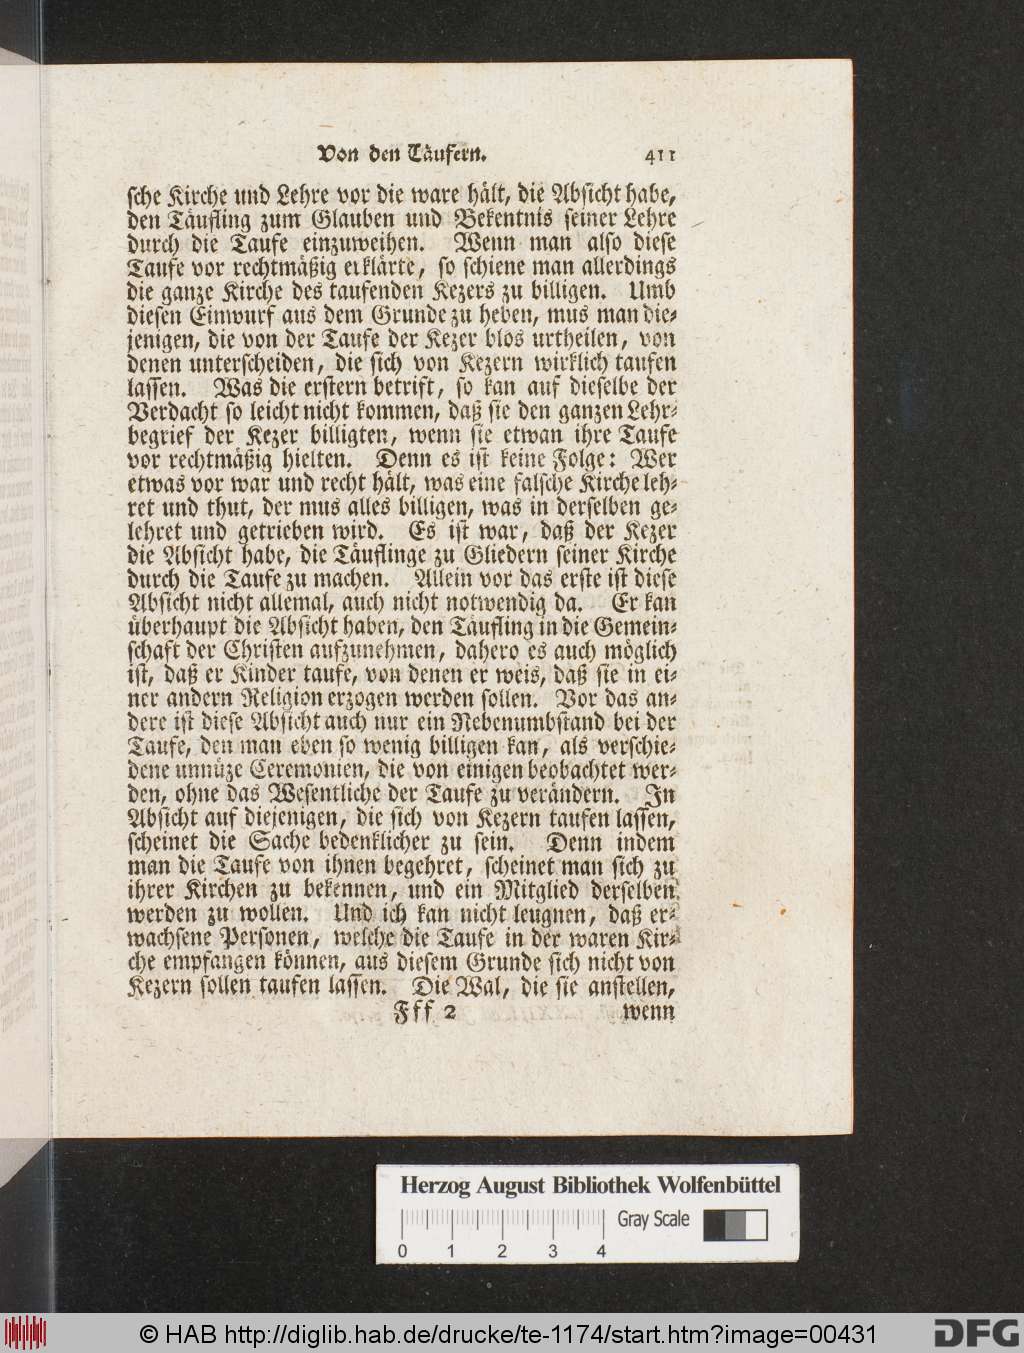 Von den Täufern. 411
sche Kirche und Lehre vor die ware hält, die Absicht habe,
den Täufling zum Glauben und Bekentnis seiner Lehre
durch die Taufe einzuweihen. Wenn man also diese
Taufe vor rechtmäßig erklärte, so schiene man allerdings
die ganze Kirche des taufenden Kezers zu billigen. Umb
diesen Einwurf aus dem Grunde zu heben, mus man die-
jenigen, die von der Taufe der Kezer blos urtheilen, von
denen unterscheiden, die sich von Kezern wirklich taufen
lassen. Was die erstern betrift, so kan auf dieselbe der
Verdacht so leicht nicht kommen, daß sie den ganzen Lehr-
begrief der Kezer billigten, wenn sie etwan ihre Taufe
vor rechtmäßig hielten. Denn es ist keine Folge: Wer
etwas vor war und recht hält, was eine falsche Kirche leh-
ret und thut, der mus alles billigen, was in derselben ge-
lehret und getrieben wird. Es ist war, daß der Kezer
die Absicht habe, die Täuflinge zu Gliedern seiner Kirche
durch die Taufe zu machen. Allein vor das erste ist diese
Absicht nicht allemal, auch nicht notwendig da. Er kan
überhaupt die Absicht haben, den Täufling in die Gemein-
schaft der Christen aufzunehmen, dahero es auch möglich
ist, daß er Kinder taufe, von denen er weis, daß sie in ei-
ner andern Religion erzogen werden sollen. Vor das an-
dere ist diese Absicht auch nur ein Nebenumbstand bei der
Taufe, den man eben so wenig billigen kan, als verschie-
dene unnüze Ceremonien, die von einigen beobachtet wer-
den, ohne das Wesentliche der Taufe zu verändern. In
Absicht auf diejenigen, die sich von Kezern taufen lassen,
scheinet die Sache bedenklicher zu sein. Denn indem
man die Taufe von ihnen begehret, scheinet man sich zu
ihrer Kirchen zu bekennen, und ein Mitglied derselben
werden zu wollen. Und ich kan nicht leugnen, daß er-
wachsene Personen, welche die Taufe in der waren Kir-
che empfangen können, aus diesem Grunde sich nicht von
Kezern sollen taufen lassen. Die Wal, die sie anstellen,
Fff 2 wenn
Herzog August Bibliothek Wolfenbüttel
Gray Scale
0 1 2 3 4
© HAB http://diglib.hab.de/drucke/te-1174/start.htm?image=00431
DFG